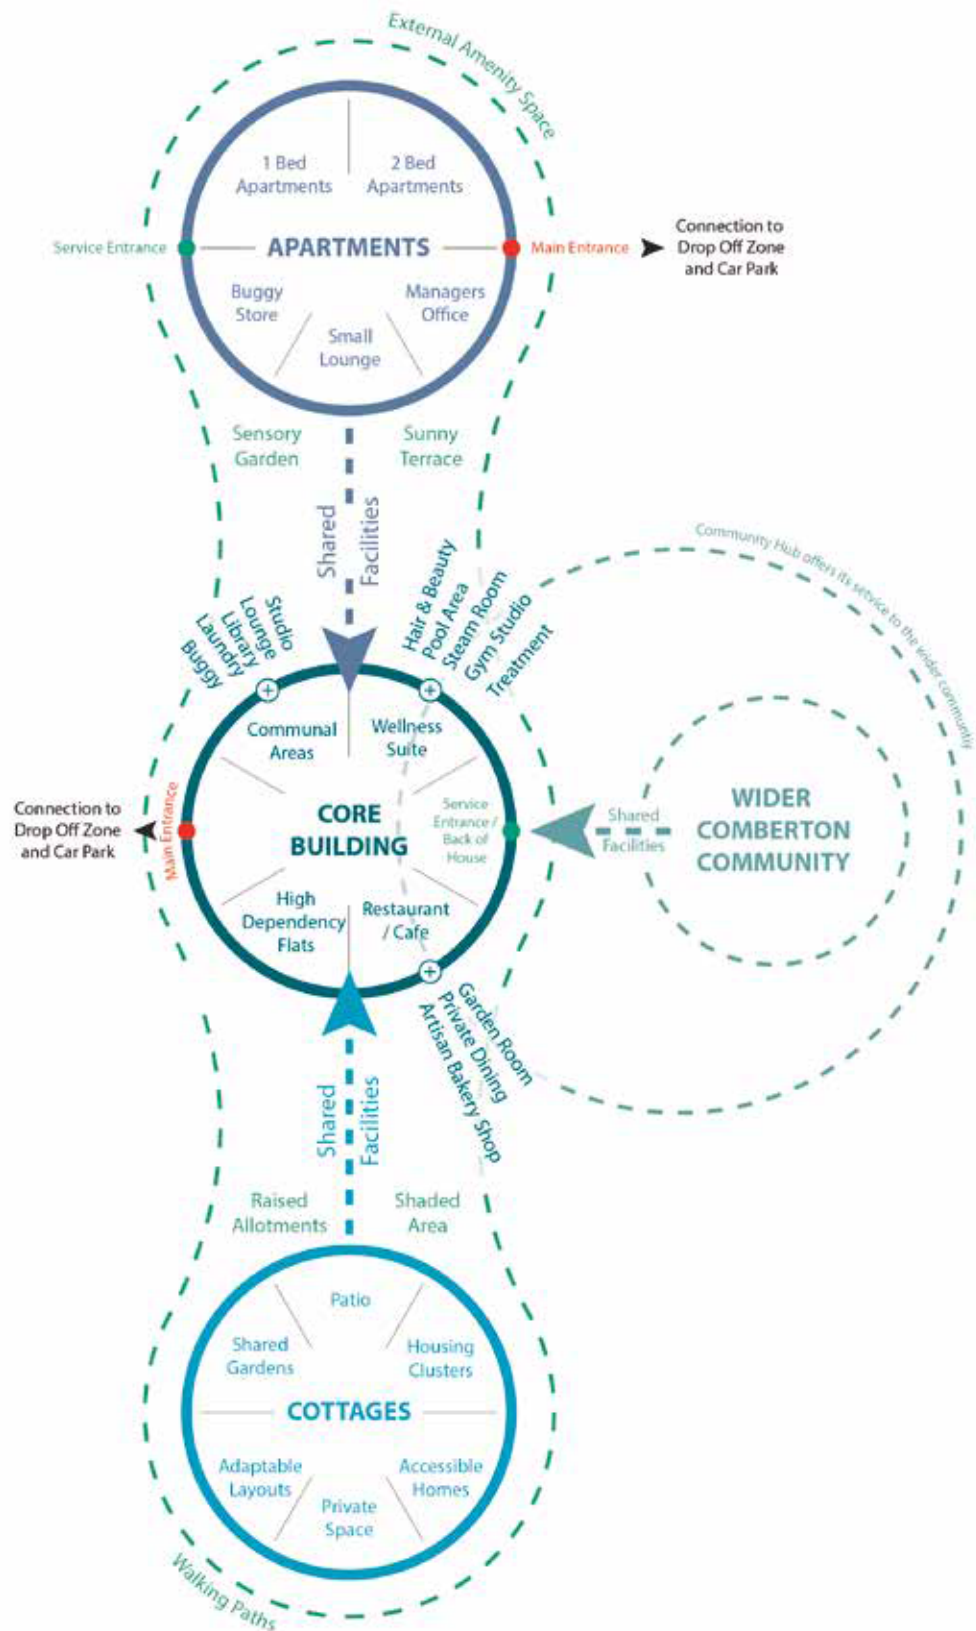 External Amenity Space
1 Bed
Apartments
2 Bed
Apartments
Service Entrance
APARTMENTS
Main Entrance
Connection to
Drop Off Zone
and Car Park
Buggy
Store
Managers
Office
Small
Lounge
Sensory
Garden
Sunny
Terrace
Shared
Facilities
Studio
Lounge
Library
Laundry
Buggy
Hair & Beauty
Pool Area
Steam Room
Gym Studio
Treatment
Community Hub offers its service to the wider community
Communal
Areas
Wellness
Suite
Connection to
Drop Off Zone
and Car Park
Main Entrance
CORE
BUILDING
Service
Entrance /
Back of
House
Shared
Facilities
WIDER
COMBERTON
COMMUNITY
High
Dependency
Flats
Restaurant
/ Cafe
Garden Room
Private Dining
Artisan Bakery Shop
Shared
Facilities
Raised
Allotments
Shaded
Area
Patio
Shared
Gardens
Housing
Clusters
COTTAGES
Adaptable
Layouts
Accessible
Homes
Private
Space
Walking Paths